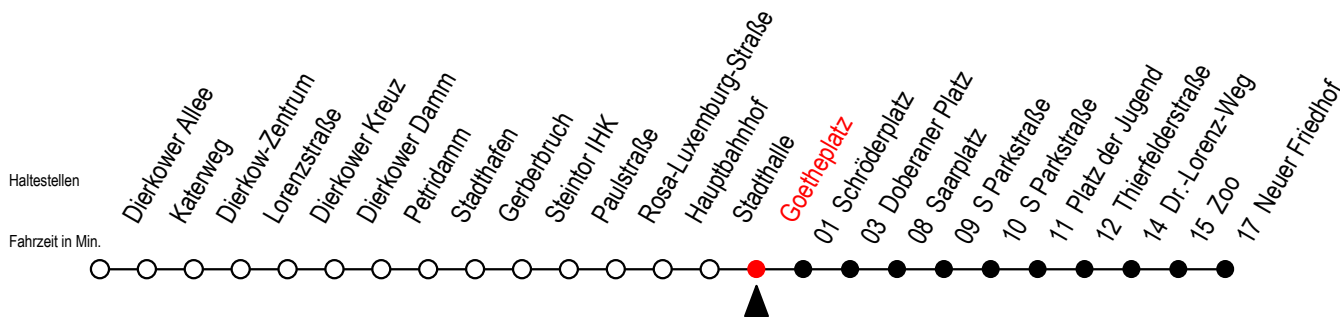 Haltestellen
Fahrzeit in Min.
Dierkower Allee
Katerweg
Dierkow-Zentrum
Lorenzstraße
Dierkower Kreuz
Dierkower Damm
Petridamm
Stadthafen
Gerberbruch
Steintor IHK
Paulstraße
Rosa-Luxemburg-Straße
Hauptbahnhof
Stadthalle
Goetheplatz
01 Schröderplatz
03 Doberaner Platz
08 Saarplatz
09 S Parkstraße
10 S Parkstraße
11 Platz der Jugend
12 Thierfelderstraße
14 Dr.-Lorenz-Weg
15 Zoo
17 Neuer Friedhof